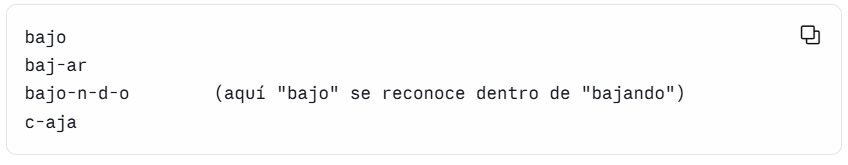 bajo
baj-ar
bajo-n-d-o        (aquí "bajo" se reconoce dentro de "bajando")
c-aja